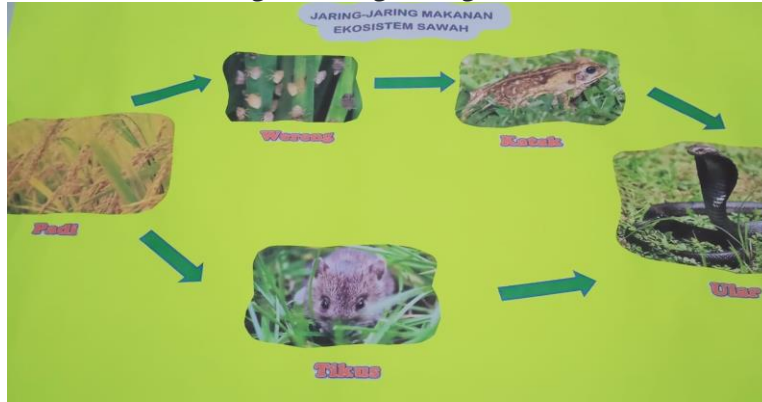 JARING-JARING MAKANAN
EKOSISTEM SAWAH
Wereng
Katak
Padi
Ular
Tikus